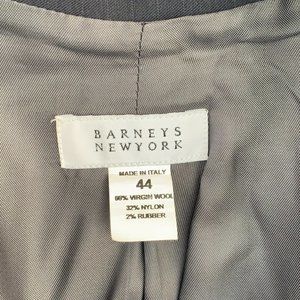 BARNEYS
NEWYORK
MADE IN ITALY
44
66% VIRGIN WOOL
32% NYLON
2% RUBBER